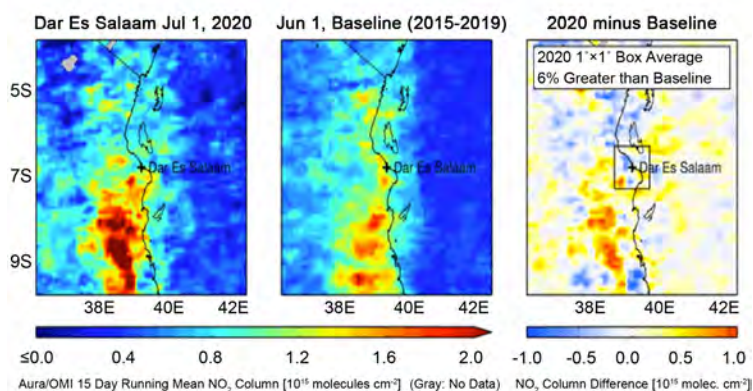 Dar Es Salaam Jul 1, 2020
Jun 1, Baseline (2015-2019)
2020 minus Baseline
2020 1°×1° Box Average
6% Greater than Baseline
5S
7S
9S
Dar Es Salaam
Dar Es Salaam
Dar Es Salaam
38E 40E 42E
38E 40E 42E
38E 40E 42E
≤0.0 0.4 0.8 1.2 1.6 2.0
-1.0 -0.5 0.0 0.5 1.0
Aura/OMI 15 Day Running Mean NO₂ Column [10¹⁵ molecules cm⁻²] (Gray: No Data)
NO₂ Column Difference [10¹⁵ molec. cm⁻²]